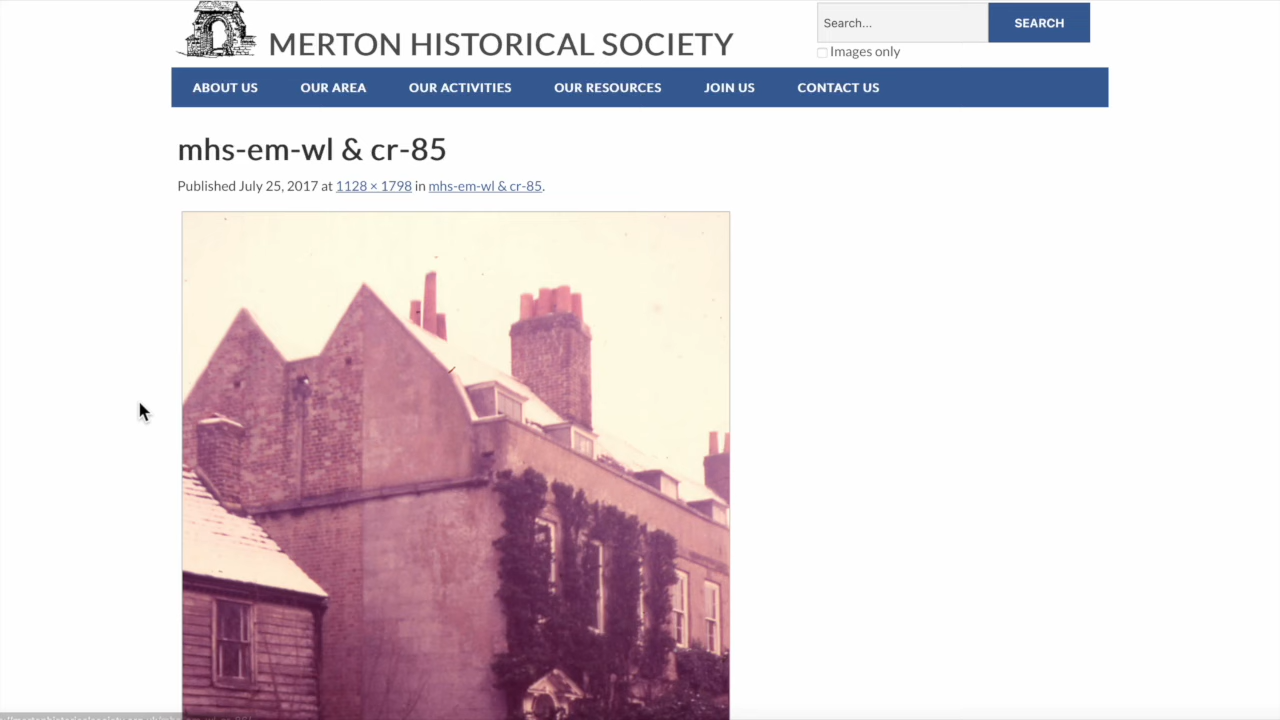 MERTON HISTORICAL SOCIETY
Search...
SEARCH
Images only
ABOUT US
OUR AREA
OUR ACTIVITIES
OUR RESOURCES
JOIN US
CONTACT US
mhs-em-wl & cr-85
Published July 25, 2017 at 1128 × 1798 in mhs-em-wl & cr-85.